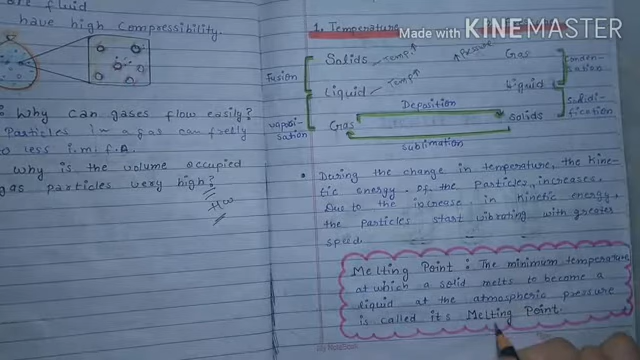 are fluid
have high Compressibility.
: Why can gases flow easily?
Particles in a gas can freely
to less i.m.f.A.
why is the volume occupied
gas particles very high?
H.W
1. Temperature
Made with KINEMASTER
Solids Temp↑
Fusion
Liquid Temp↑
vapori-
sation
Gas
↑ Pressure Gas
Conden-
sation
liquid
Solidi-
fication
Solids
Deposition
sublimation
• During the change in temperature, the Kine-
tic energy of the particles increases.
Due to the increase in Kinetic energy,
the particles start vibrating with greater
speed.
Melting Point : The minimum temperature
at which a solid melts to become a
liquid at the atmospheric pressure
is called its Melting Point.